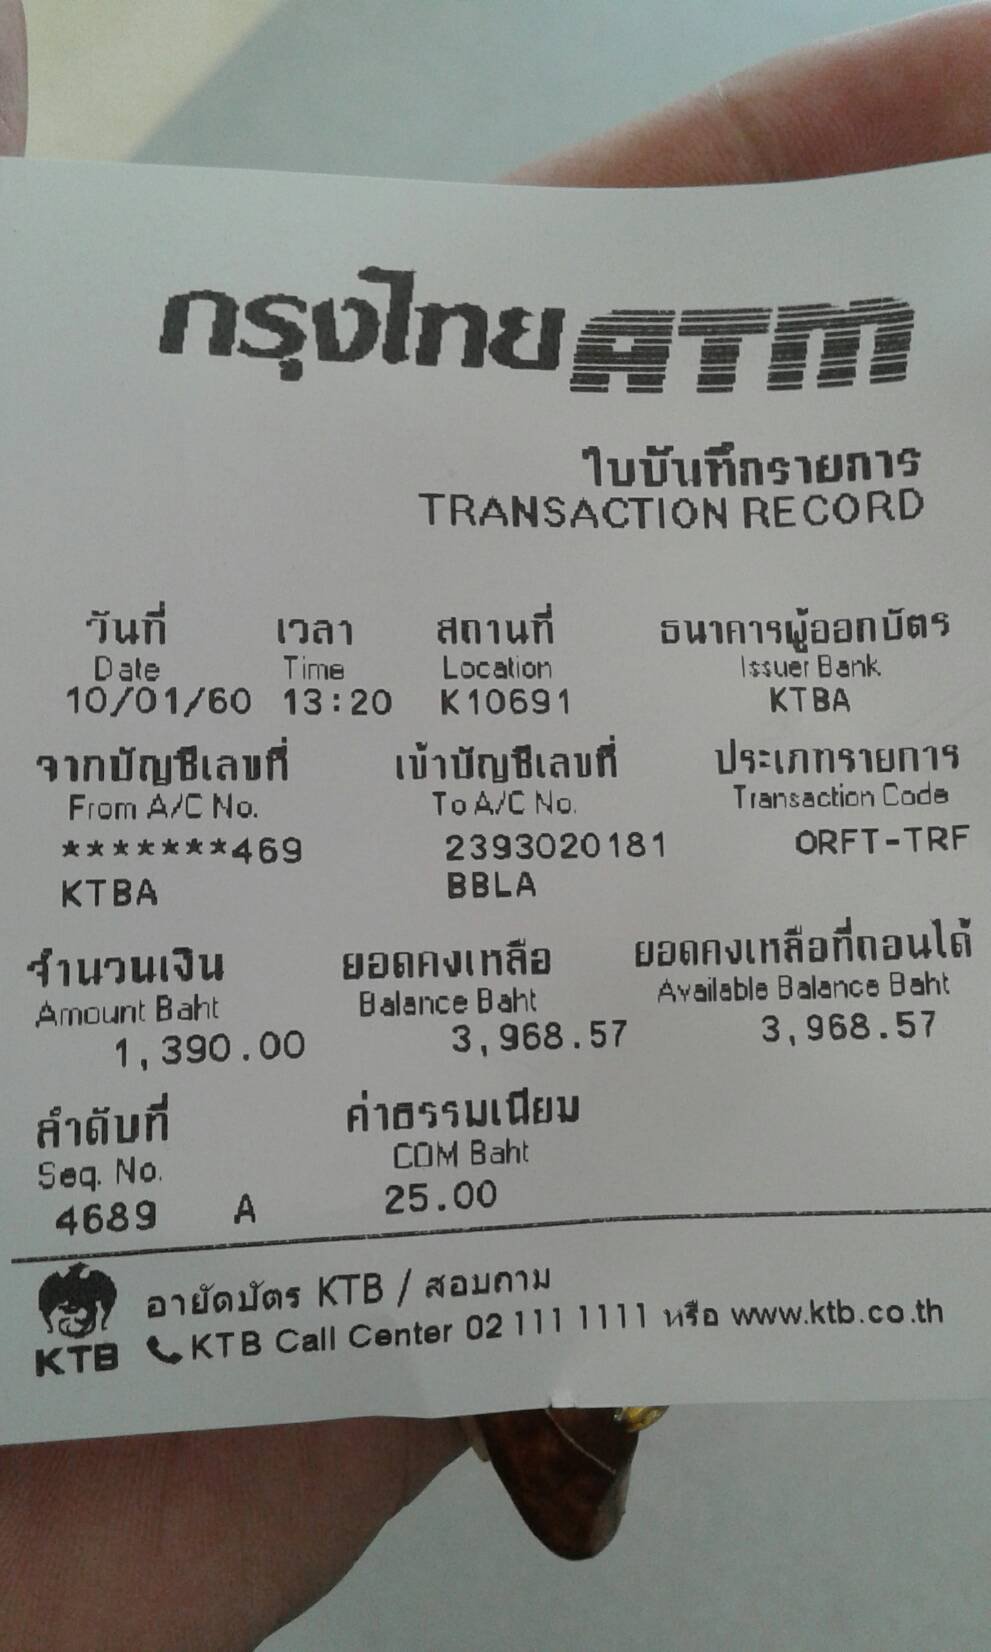 กรุงไทย ATM
ใบบันทึกรายการ
TRANSACTION RECORD
วันที่ เวลา สถานที่ ธนาคารผู้ออกบัตร
Date Time Location Issuer Bank
10/01/60 13:20 K10691 KTBA
จากบัญชีเลขที่ เข้าบัญชีเลขที่ ประเภทรายการ
From A/C No. To A/C No. Transaction Code
*******469 2393020181 ORFT-TRF
KTBA BBLA
จำนวนเงิน ยอดคงเหลือ ยอดคงเหลือที่ถอนได้
Amount Baht Balance Baht Available Balance Baht
1,390.00 3,968.57 3,968.57
ลำดับที่ ค่าธรรมเนียม
Seq. No. COM Baht
4689 A 25.00
อายัดบัตร KTB / สอบถาม
KTB KTB Call Center 02 111 1111 หรือ www.ktb.co.th